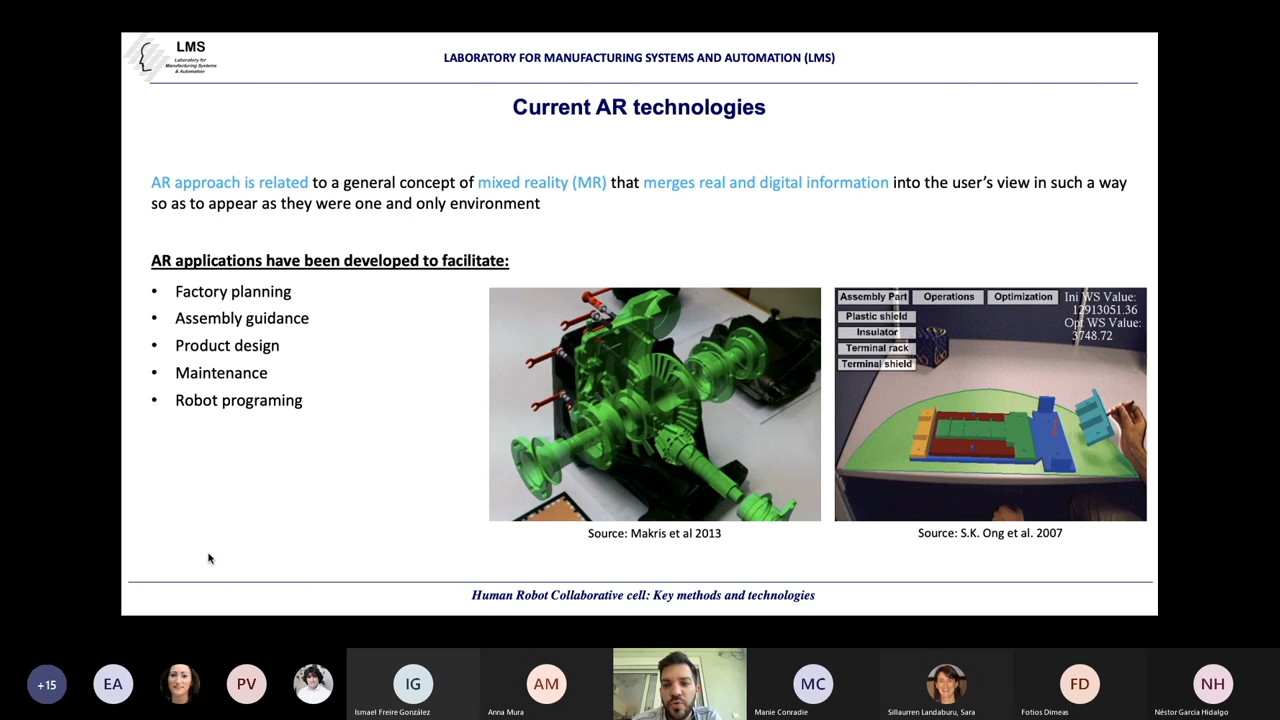 LMS
Laboratory for
Manufacturing Systems
& Automation
LABORATORY FOR MANUFACTURING SYSTEMS AND AUTOMATION (LMS)
Current AR technologies
AR approach is related to a general concept of mixed reality (MR) that merges real and digital information into the user's view in such a way
so as to appear as they were one and only environment
AR applications have been developed to facilitate:
• Factory planning
• Assembly guidance
• Product design
• Maintenance
• Robot programing
Assembly Part Operations Optimization
Plastic shield
Insulator
Terminal rack
Terminal shield
Ini WS Value:
12913051.36
Opt WS Value:
3748.72
Source: Makris et al 2013
Source: S.K. Ong et al. 2007
Human Robot Collaborative cell: Key methods and technologies
+15
EA
PV
IG
AM
MC
FD
NH
Ismael Freire González
Anna Mura
Manie Conradie
Sillaurren Landaburu, Sara
Fotios Dimeas
Néstor Garcia Hidalgo